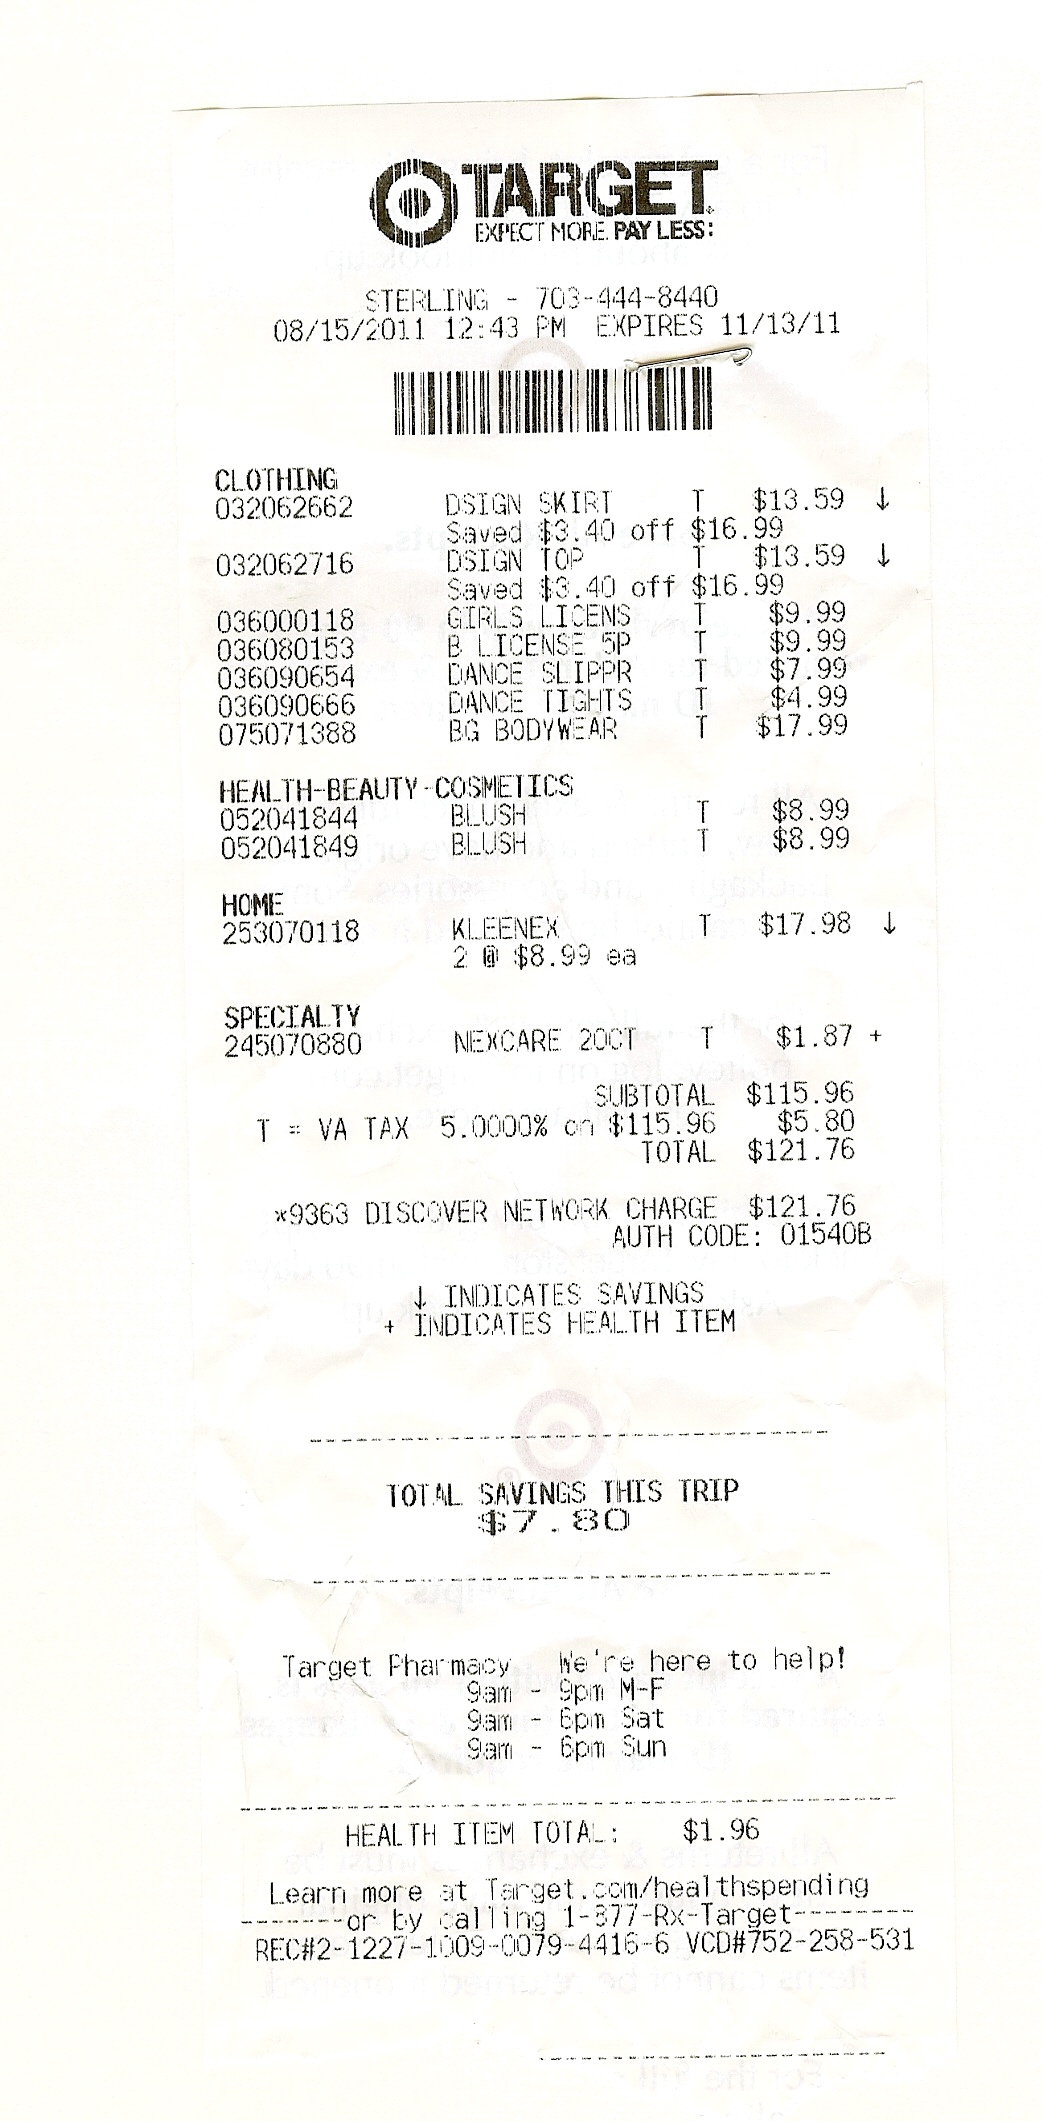 TARGET
EXPECT MORE. PAY LESS.
STERLING - 703-444-8440
08/15/2011 12:43 PM EXPIRES 11/13/11
CLOTHING
032062662 DSIGN SKIRT T $13.59 ↓
Saved $3.40 off $16.99
032062716 DSIGN TOP T $13.59 ↓
Saved $3.40 off $16.99
036000118 GIRLS LICENS T $9.99
036080153 B LICENSE 5P T $9.99
036090654 DANCE SLIPPR T $7.99
036090666 DANCE TIGHTS T $4.99
075071388 BG BODYWEAR T $17.99
HEALTH-BEAUTY-COSMETICS
052041844 BLUSH T $8.99
052041849 BLUSH T $8.99
HOME
253070118 KLEENEX T $17.98 ↓
2 @ $8.99 ea
SPECIALTY
245070880 NEXCARE 20CT T $1.87 +
SUBTOTAL $115.96
T = VA TAX 5.0000% on $115.96 $5.80
TOTAL $121.76
*9363 DISCOVER NETWORK CHARGE $121.76
AUTH CODE: 01540B
↓ INDICATES SAVINGS
+ INDICATES HEALTH ITEM
TOTAL SAVINGS THIS TRIP
$7.80
Target Pharmacy We're here to help!
9am - 9pm M-F
9am - 6pm Sat
9am - 6pm Sun
HEALTH ITEM TOTAL: $1.96
Learn more at Target.com/healthspending
-------or by calling 1-877-Rx-Target--------
REC#2-1227-1009-0079-4416-6 VCD#752-258-531